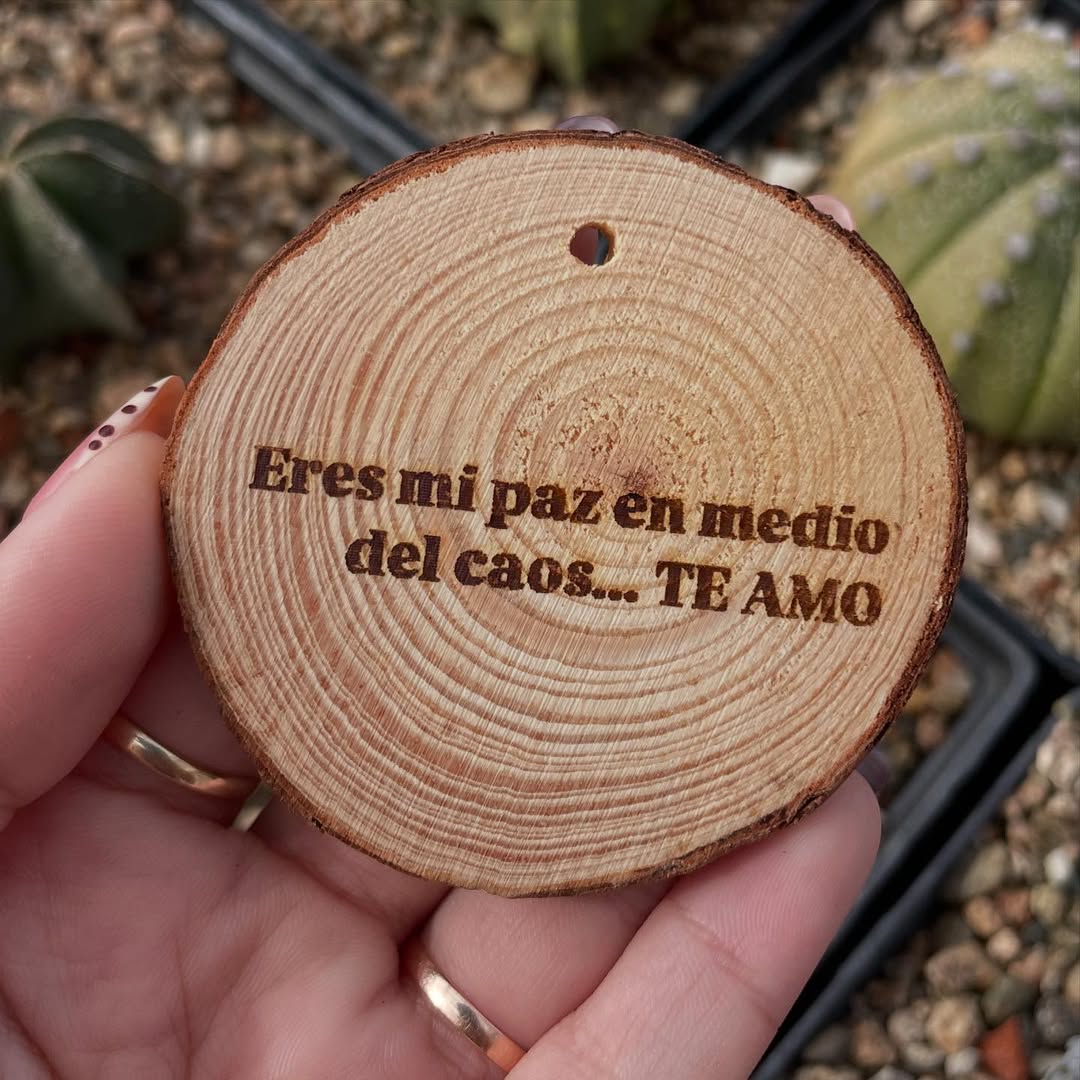 Eres mi paz en medio
del caos... TE AMO